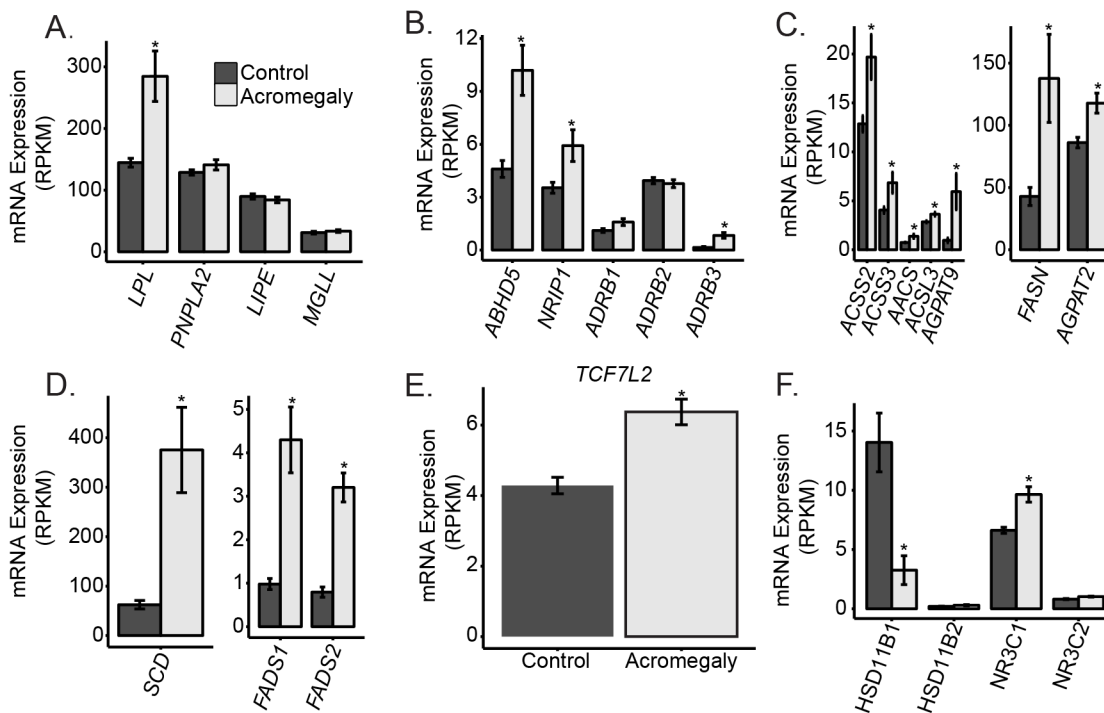 A.
mRNA Expression
(RPKM)
300
200
100
0
*
Control
Acromegaly
LPL
PNPLA2
LIPE
MGLL
B.
mRNA Expression
(RPKM)
12
9
6
3
0
*
*
*
ABHD5
NRIP1
ADRB1
ADRB2
ADRB3
C.
mRNA Expression
(RPKM)
20
15
10
5
0
*
*
*
*
*
ACSS2
ACSS3
AACS
ACSL3
AGPAT9
150
100
50
0
*
*
FASN
AGPAT2
D.
mRNA Expression
(RPKM)
400
300
200
100
0
*
SCD
5
4
3
2
1
0
*
*
FADS1
FADS2
E.
TCF7L2
mRNA Expression
(RPKM)
6
4
2
0
*
Control
Acromegaly
F.
mRNA Expression
(RPKM)
15
10
5
0
*
*
HSD11B1
HSD11B2
NR3C1
NR3C2